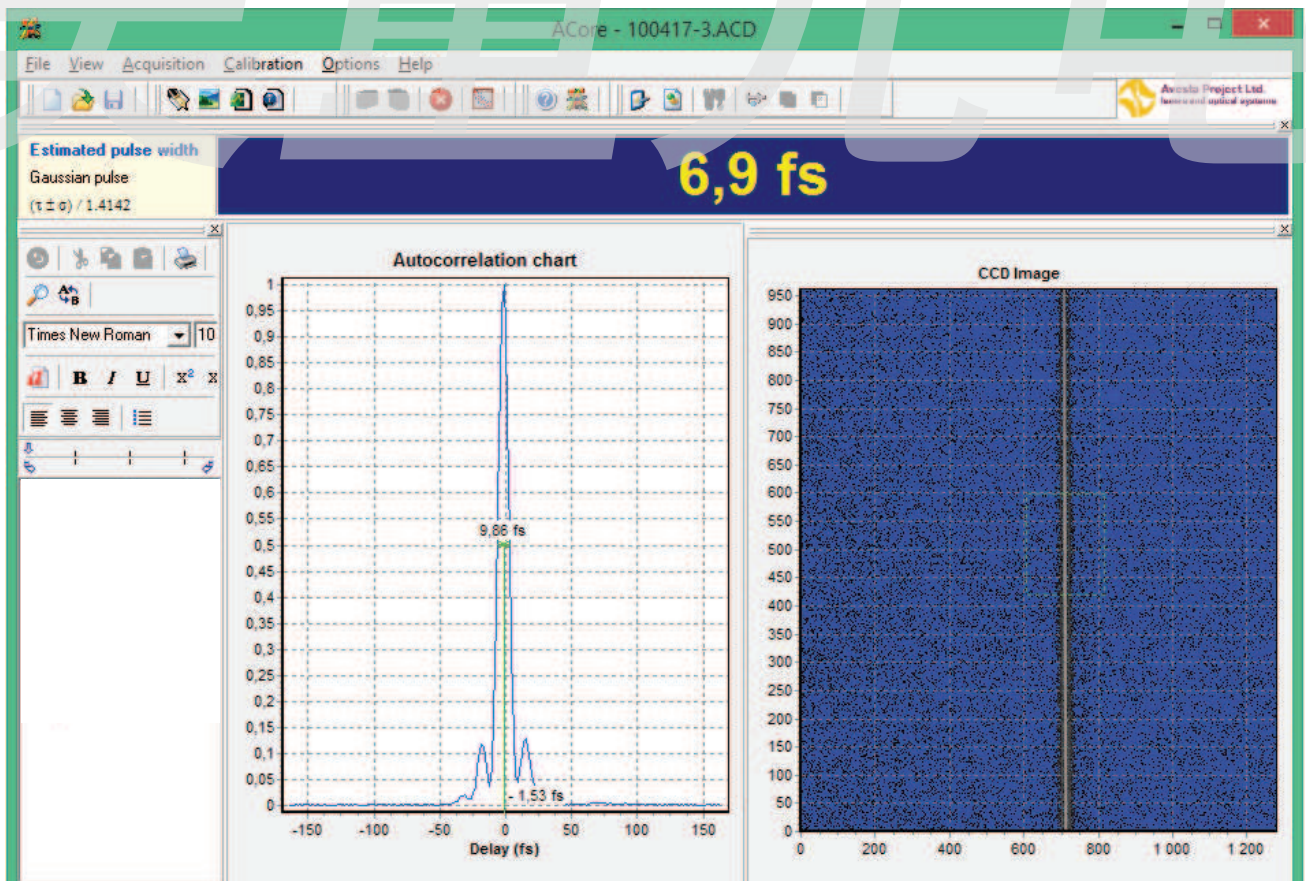 ACore - 100417-3.ACD
File View Acquisition Calibration Options Help
Avesta Project Ltd.
lasers and optical systems
Estimated pulse width
Gaussian pulse
(τ ± σ) / 1.4142
6,9 fs
Times New Roman 10
B I U x² x
Autocorrelation chart
1
0,95
0,9
0,85
0,8
0,75
0,7
0,65
0,6
0,55
0,5
0,45
0,4
0,35
0,3
0,25
0,2
0,15
0,1
0,05
0
9,86 fs
- 1,53 fs
-150 -100 -50 0 50 100 150
Delay (fs)
CCD Image
950
900
850
800
750
700
650
600
550
500
450
400
350
300
250
200
150
100
50
0
0 200 400 600 800 1 000 1 200